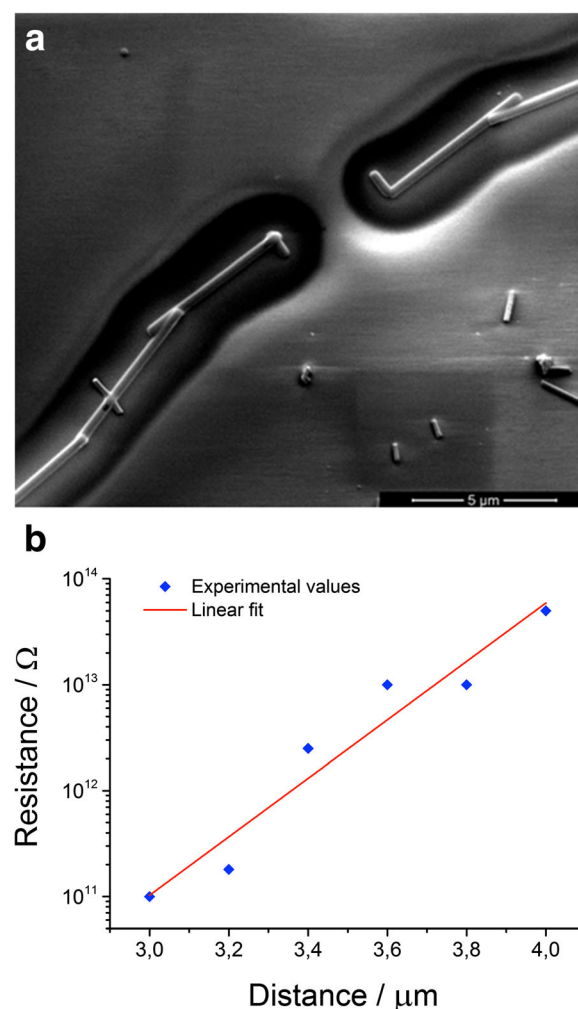 a
5 µm
b
10¹⁴
10¹³
10¹²
10¹¹
Resistance / Ω
Experimental values
Linear fit
3,0 3,2 3,4 3,6 3,8 4,0
Distance / µm